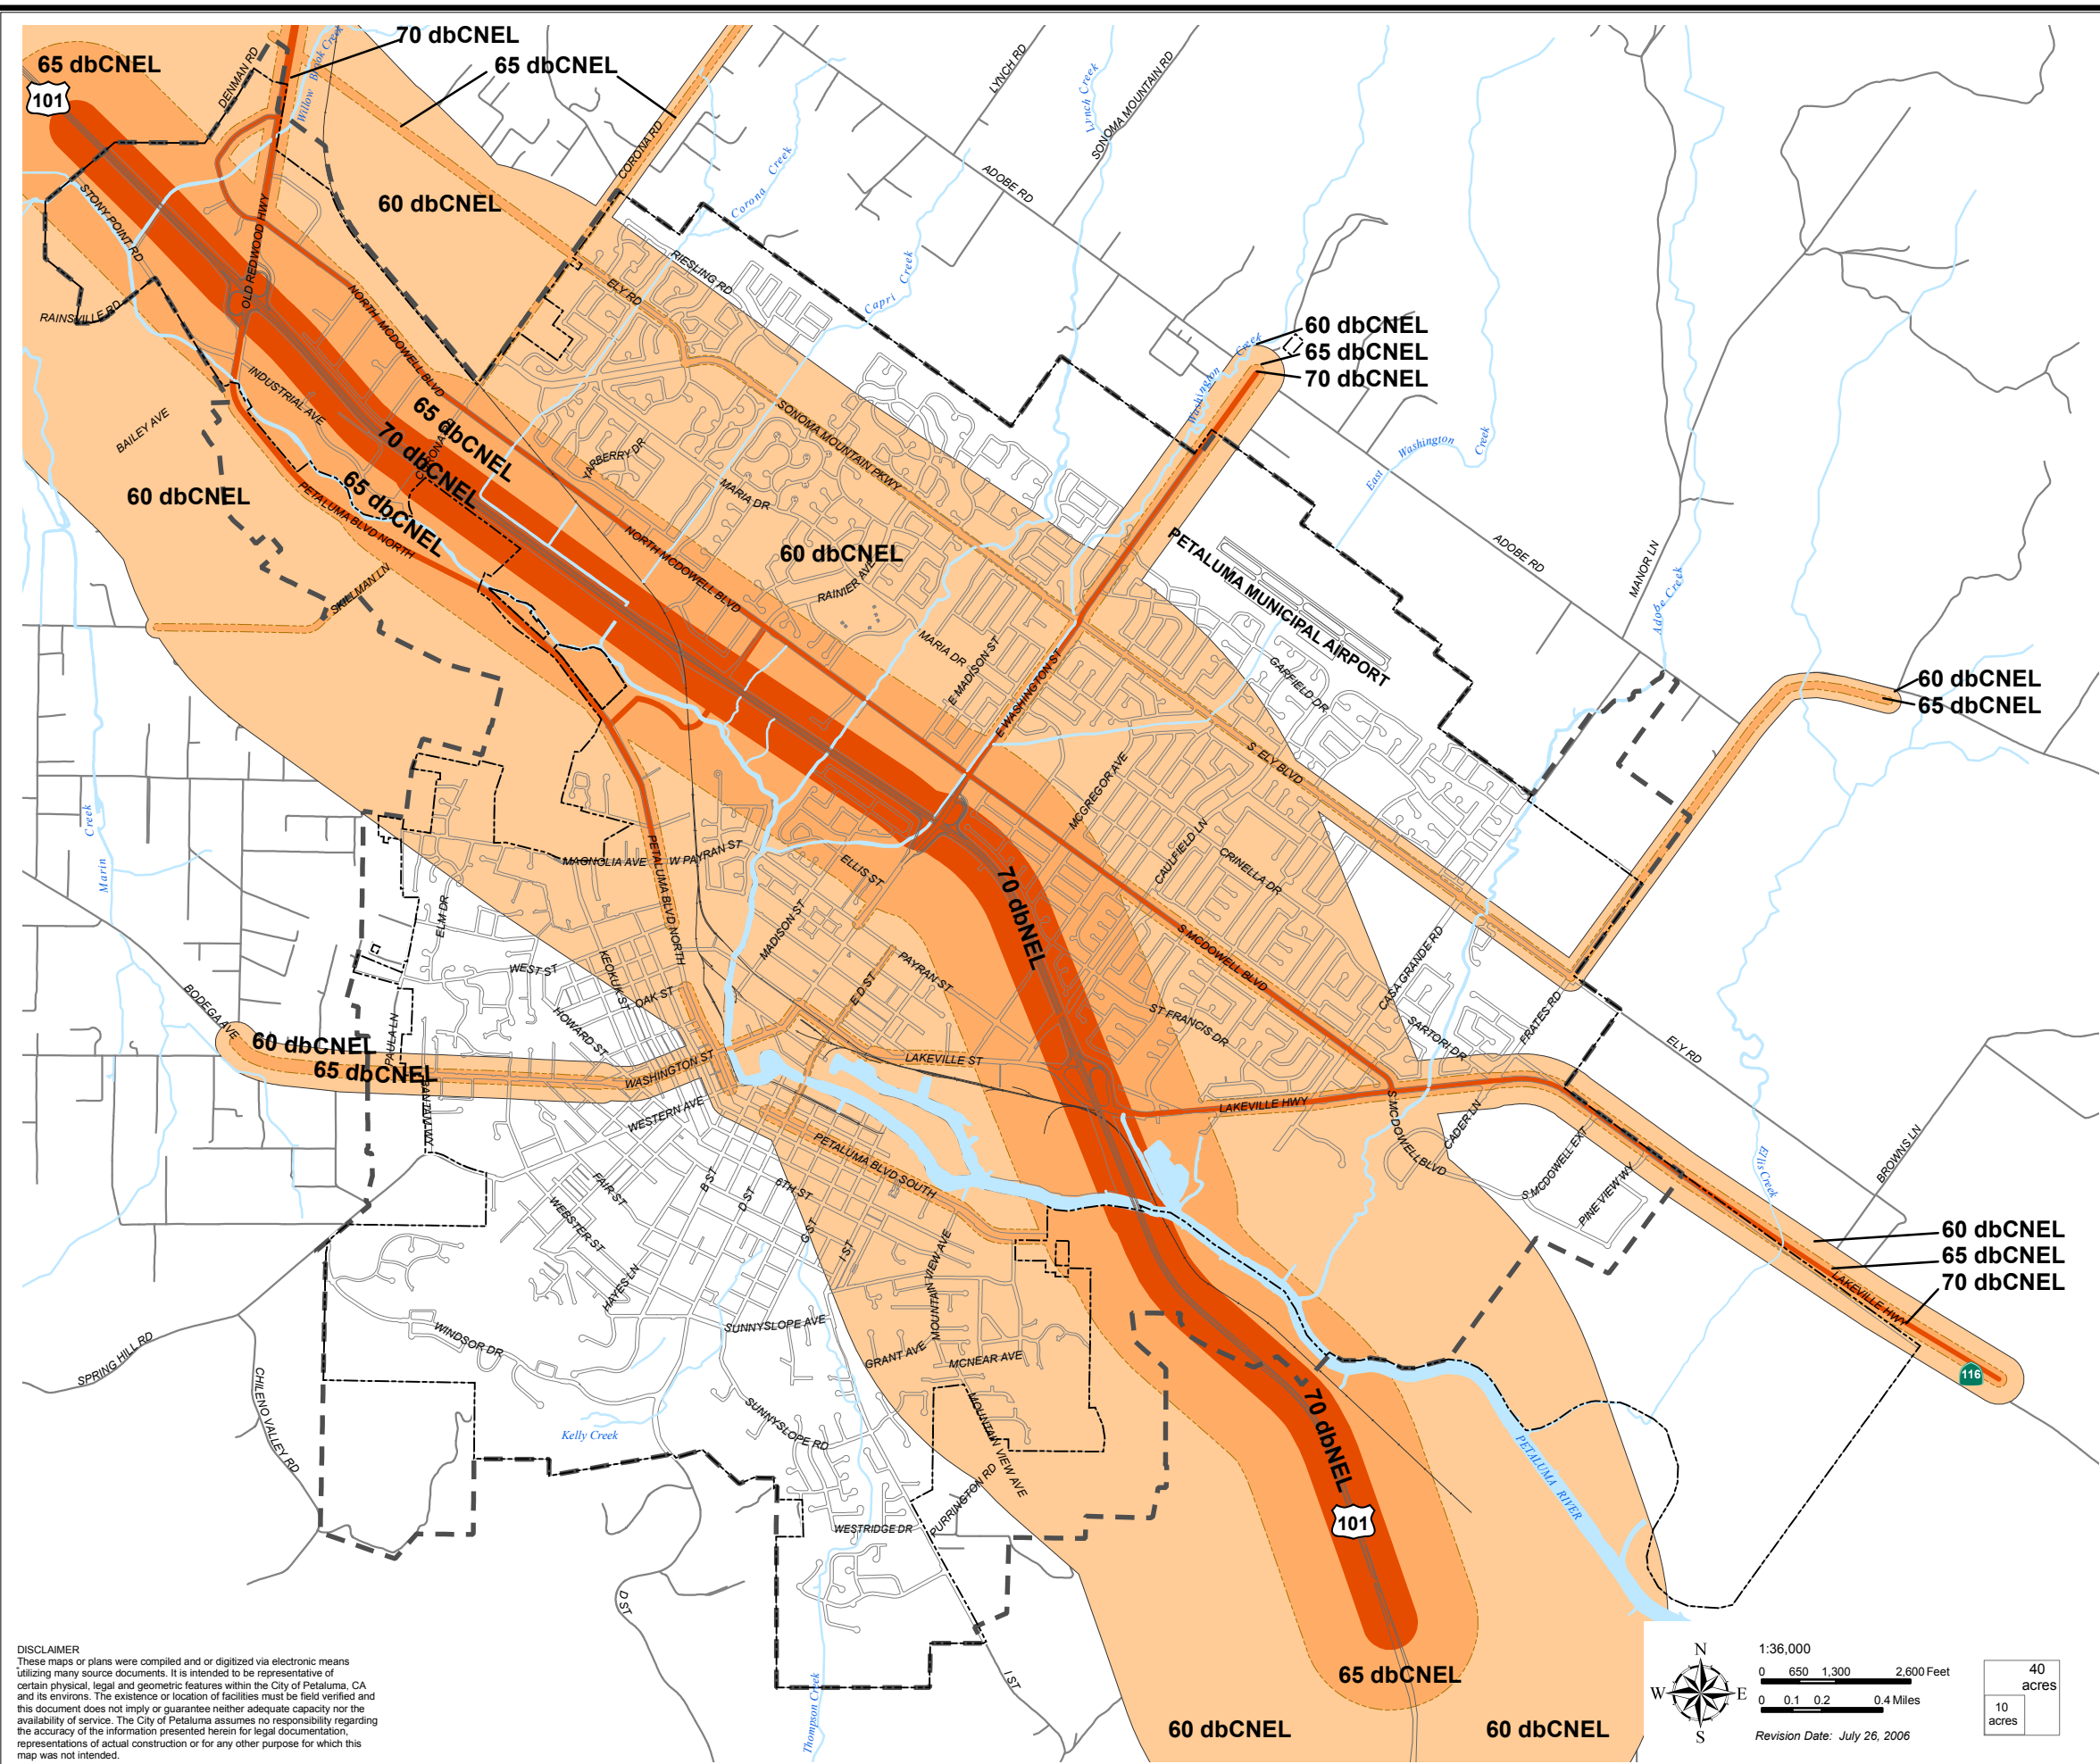 70 dbCNEL
65 dbCNEL
65 dbCNEL
101
DENMAN RD
Willow Brook Creek
LYNCH RD
Lynch Creek
SONOMA MOUNTAIN RD
CORONA RD
Corona Creek
ADOBE RD
STONY POINT RD
60 dbCNEL
OLD REDWOOD HWY
RIESLING RD
Capri Creek
ELY RD
RAINSVILLE RD
NORTH MCDOWELL BLVD
60 dbCNEL
65 dbCNEL
70 dbCNEL
Washington Creek
INDUSTRIAL AVE
BAILEY AVE
65 dbCNEL
70 dbCNEL
65 dbCNEL
SONOMA MOUNTAIN PKWY
YARBERRY DR
MARIA DR
East Washington Creek
60 dbCNEL
PETALUMA BLVD NORTH
NORTH MCDOWELL BLVD
60 dbCNEL
RAINIER AVE
PETALUMA MUNICIPAL AIRPORT
ADOBE RD
MANOR LN
Adobe Creek
SKILLMAN LN
MARIA DR
E MADISON ST
E WASHINGTON ST
GARFIELD DR
60 dbCNEL
65 dbCNEL
S ELY BLVD
MCGREGOR AVE
Marin Creek
MAGNOLIA AVE
W PAYRAN ST
PETALUMA BLVD NORTH
ELLIS ST
CAULFIELD LN
CRINELLA DR
70 dbNEL
ELM DR
MADISON ST
S MCDOWELL BLVD
CASA GRANDE RD
WEST ST
KEOKUK ST
OAK ST
PAYRAN ST
E D ST
BODEGA AVE
HOWARD ST
PAULA LN
ST FRANCIS DR
SARTORI DR
FRATES RD
ELY RD
60 dbCNEL
65 dbCNEL
BANTAM WY
WASHINGTON ST
LAKEVILLE ST
LAKEVILLE HWY
S MCDOWELL BLVD
CADER LN
WESTERN AVE
PETALUMA BLVD SOUTH
S MCDOWELL EXT
PINE VIEW WY
Ellis Creek
BROWNS LN
FAIR ST
B ST
D ST
6TH ST
G ST
I ST
WEBSTER ST
HAYES LN
MOUNTAIN VIEW AVE
60 dbCNEL
65 dbCNEL
70 dbCNEL
LAKEVILLE HWY
116
SPRING HILL RD
WINDSOR DR
SUNNYSLOPE AVE
GRANT AVE
MCNEAR AVE
CHILENO VALLEY RD
Kelly Creek
SUNNYSLOPE RD
MOUNTAIN VIEW AVE
70 dbNEL
101
PETALUMA RIVER
PURRINGTON RD
WESTRIDGE DR
D ST
I ST
Thompson Creek
65 dbCNEL
60 dbCNEL
60 dbCNEL
DISCLAIMER
These maps or plans were compiled and or digitized via electronic means
utilizing many source documents. It is intended to be representative of
certain physical, legal and geometric features within the City of Petaluma, CA
and its environs. The existence or location of facilities must be field verified and
this document does not imply or guarantee neither adequate capacity nor the
availability of service. The City of Petaluma assumes no responsibility regarding
the accuracy of the information presented herein for legal documentation,
representations of actual construction or for any other purpose for which this
map was not intended.
N
W
E
S
1:36,000
0 650 1,300 2,600 Feet
0 0.1 0.2 0.4 Miles
Revision Date: July 26, 2006
40
acres
10
acres